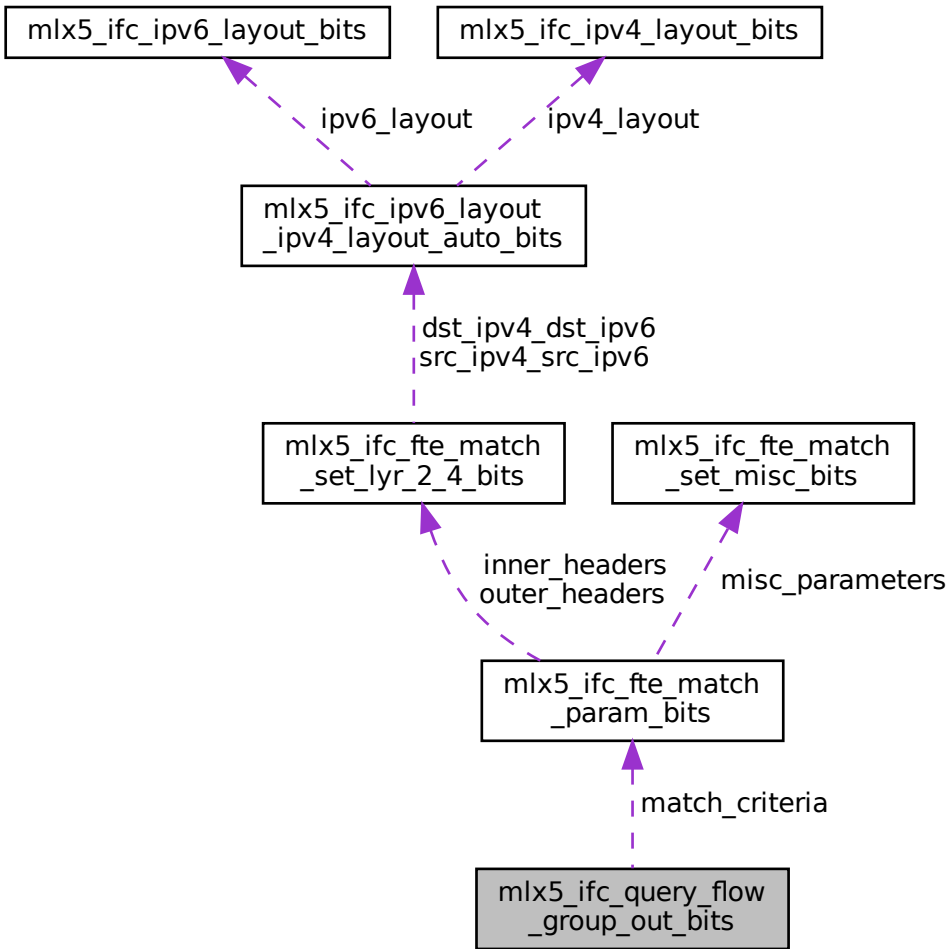 mlx5_ifc_ipv6_layout_bits
mlx5_ifc_ipv4_layout_bits
ipv6_layout
ipv4_layout
mlx5_ifc_ipv6_layout
_ipv4_layout_auto_bits
dst_ipv4_dst_ipv6
src_ipv4_src_ipv6
mlx5_ifc_fte_match
_set_lyr_2_4_bits
mlx5_ifc_fte_match
_set_misc_bits
inner_headers
outer_headers
misc_parameters
mlx5_ifc_fte_match
_param_bits
match_criteria
mlx5_ifc_query_flow
_group_out_bits